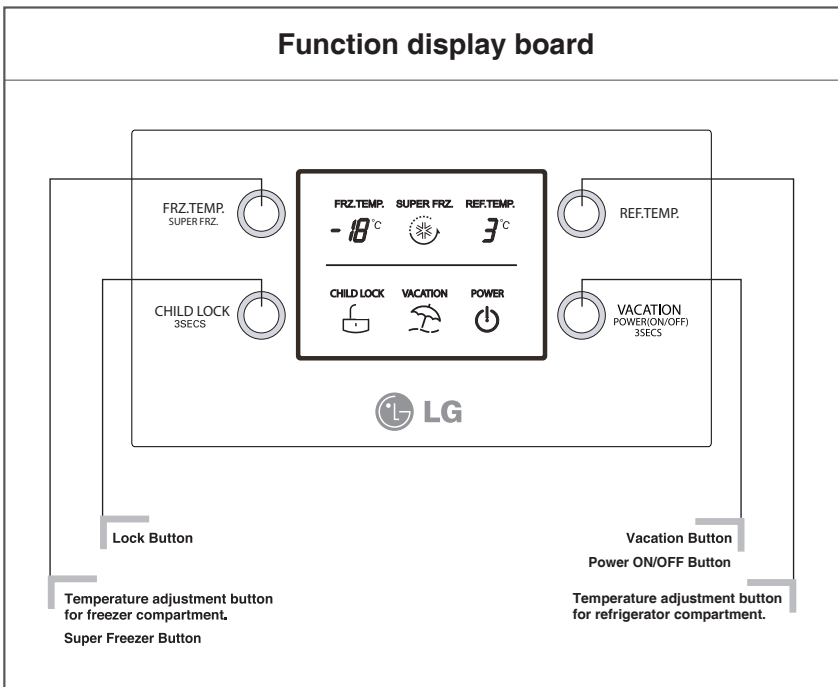 Function display board
FRZ.TEMP.
SUPER FRZ.
FRZ.TEMP. SUPER FRZ. REF.TEMP.
-18°C 3°C
REF.TEMP.
CHILD LOCK
3SECS
CHILD LOCK VACATION POWER
VACATION
POWER(ON/OFF)
3SECS
LG
Lock Button
Vacation Button
Power ON/OFF Button
Temperature adjustment button
for freezer compartment.
Super Freezer Button
Temperature adjustment button
for refrigerator compartment.